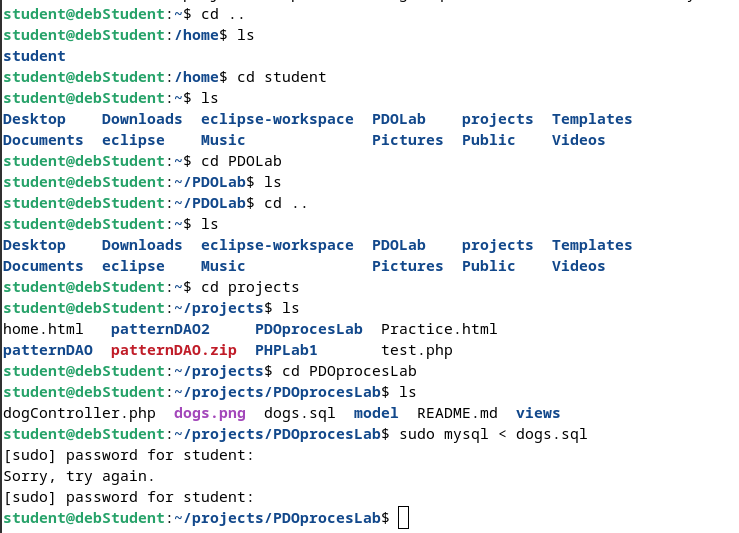 student@debStudent:~$ cd ..
student@debStudent:/home$ ls
student
student@debStudent:/home$ cd student
student@debStudent:~$ ls
Desktop    Downloads  eclipse-workspace  PDOLab    projects  Templates
Documents  eclipse    Music              Pictures  Public    Videos
student@debStudent:~$ cd PDOLab
student@debStudent:~/PDOLab$ ls
student@debStudent:~/PDOLab$ cd ..
student@debStudent:~$ ls
Desktop    Downloads  eclipse-workspace  PDOLab    projects  Templates
Documents  eclipse    Music              Pictures  Public    Videos
student@debStudent:~$ cd projects
student@debStudent:~/projects$ ls
home.html   patternDAO2     PDOprocesLab  Practice.html
patternDAO  patternDAO.zip  PHPLab1       test.php
student@debStudent:~/projects$ cd PDOprocesLab
student@debStudent:~/projects/PDOprocesLab$ ls
dogController.php  dogs.png  dogs.sql  model  README.md  views
student@debStudent:~/projects/PDOprocesLab$ sudo mysql < dogs.sql
[sudo] password for student:
Sorry, try again.
[sudo] password for student:
student@debStudent:~/projects/PDOprocesLab$